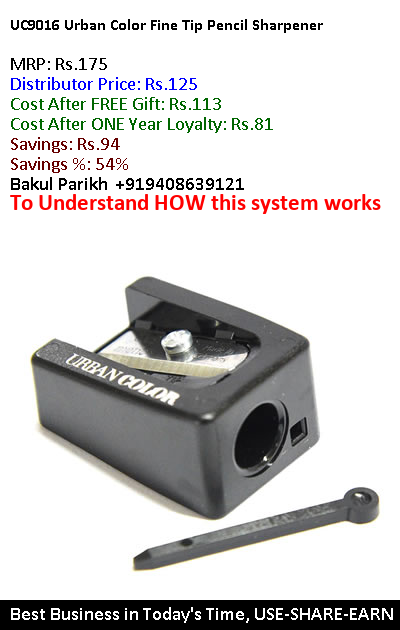 UC9016 Urban Color Fine Tip Pencil Sharpener
MRP: Rs.175
Distributor Price: Rs.125
Cost After FREE Gift: Rs.113
Cost After ONE Year Loyalty: Rs.81
Savings: Rs.94
Savings %: 54%
Bakul Parikh +919408639121
To Understand HOW this system works
URBAN COLOR
Best Business in Today's Time, USE-SHARE-EARN